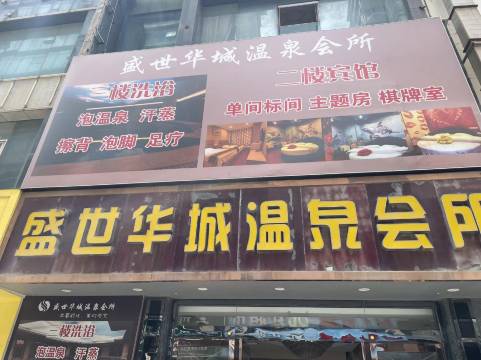 盛世华城温泉会所
三楼洗浴
泡温泉 汗蒸
擦背 泡脚 足疗
二楼宾馆
单间标间 主题房 棋牌室
盛世华城温泉会所
盛世华城温泉会所
三楼洗浴
泡温泉 汗蒸